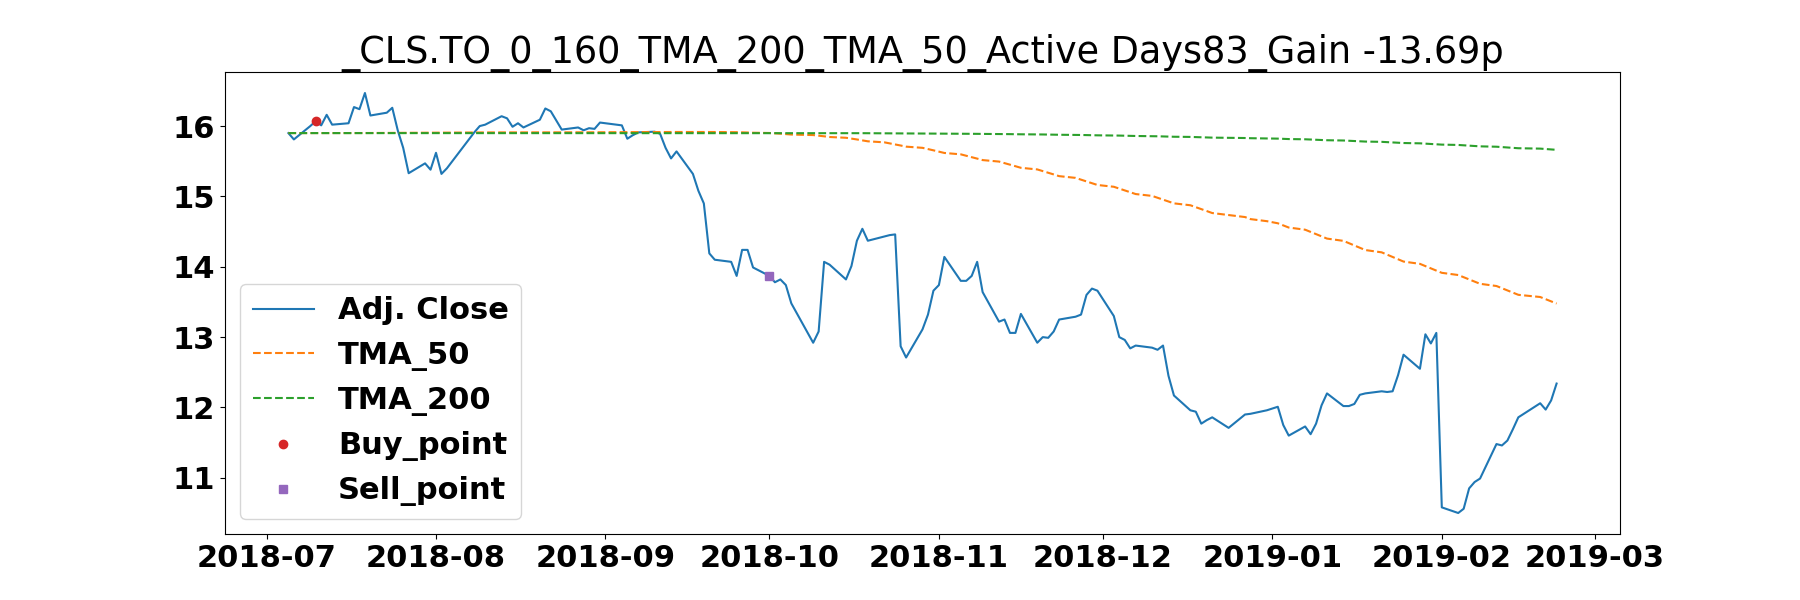 _CLS.TO_0_160_TMA_200_TMA_50_Active Days83_Gain -13.69p
16
15
14
13
12
11
Adj. Close
TMA_50
TMA_200
Buy_point
Sell_point
2018-07 2018-08 2018-09 2018-10 2018-11 2018-12 2019-01 2019-02 2019-03